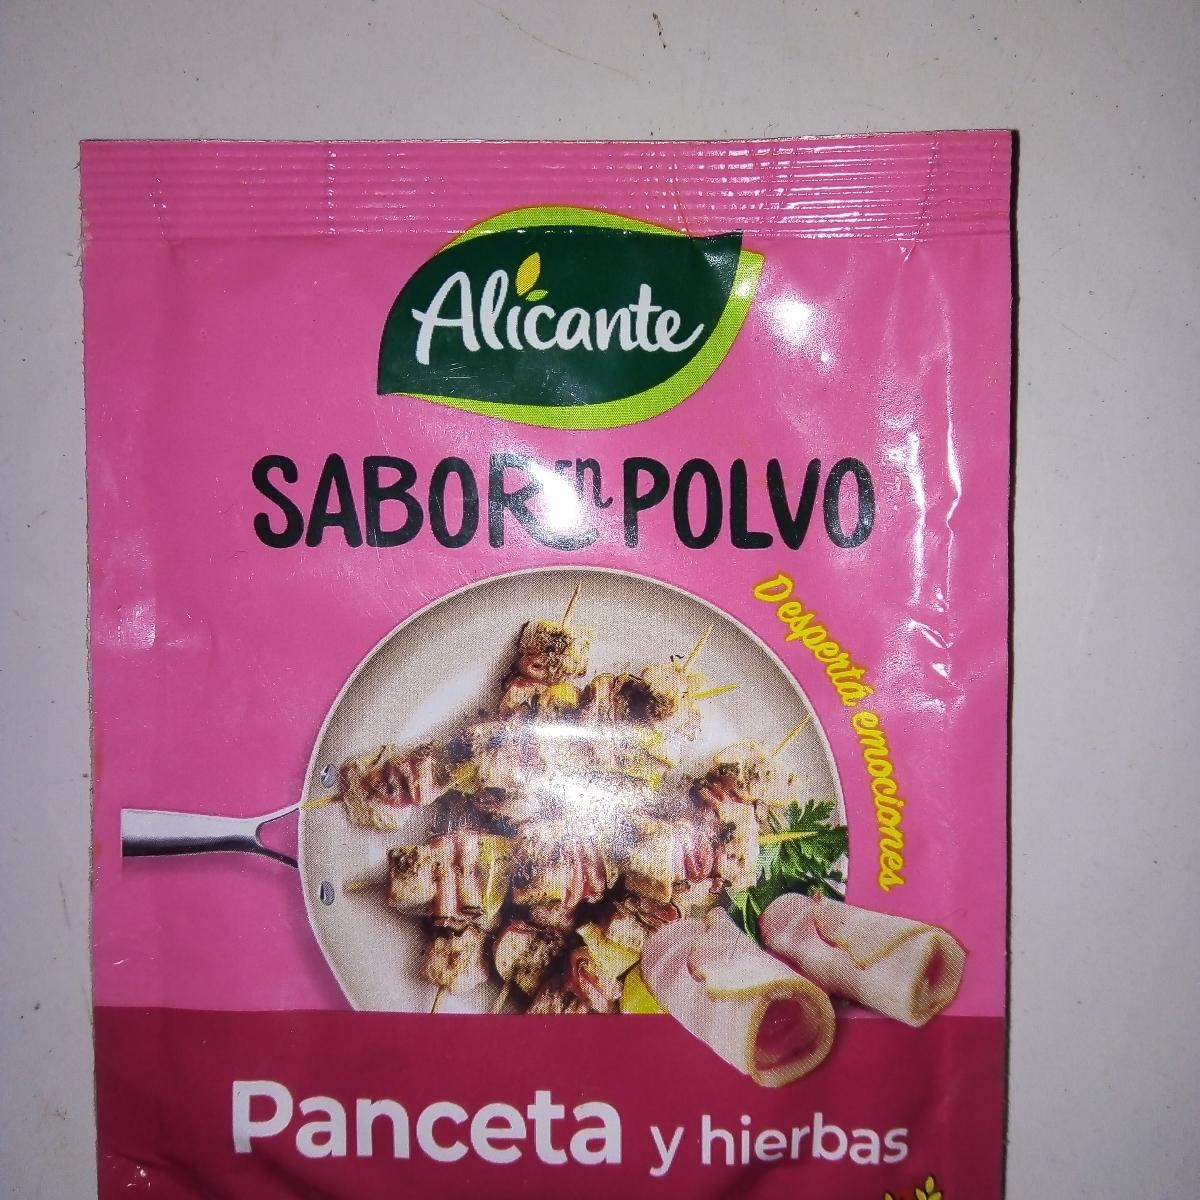 Alicante
SABOR en POLVO
Despertá emociones
Panceta y hierbas